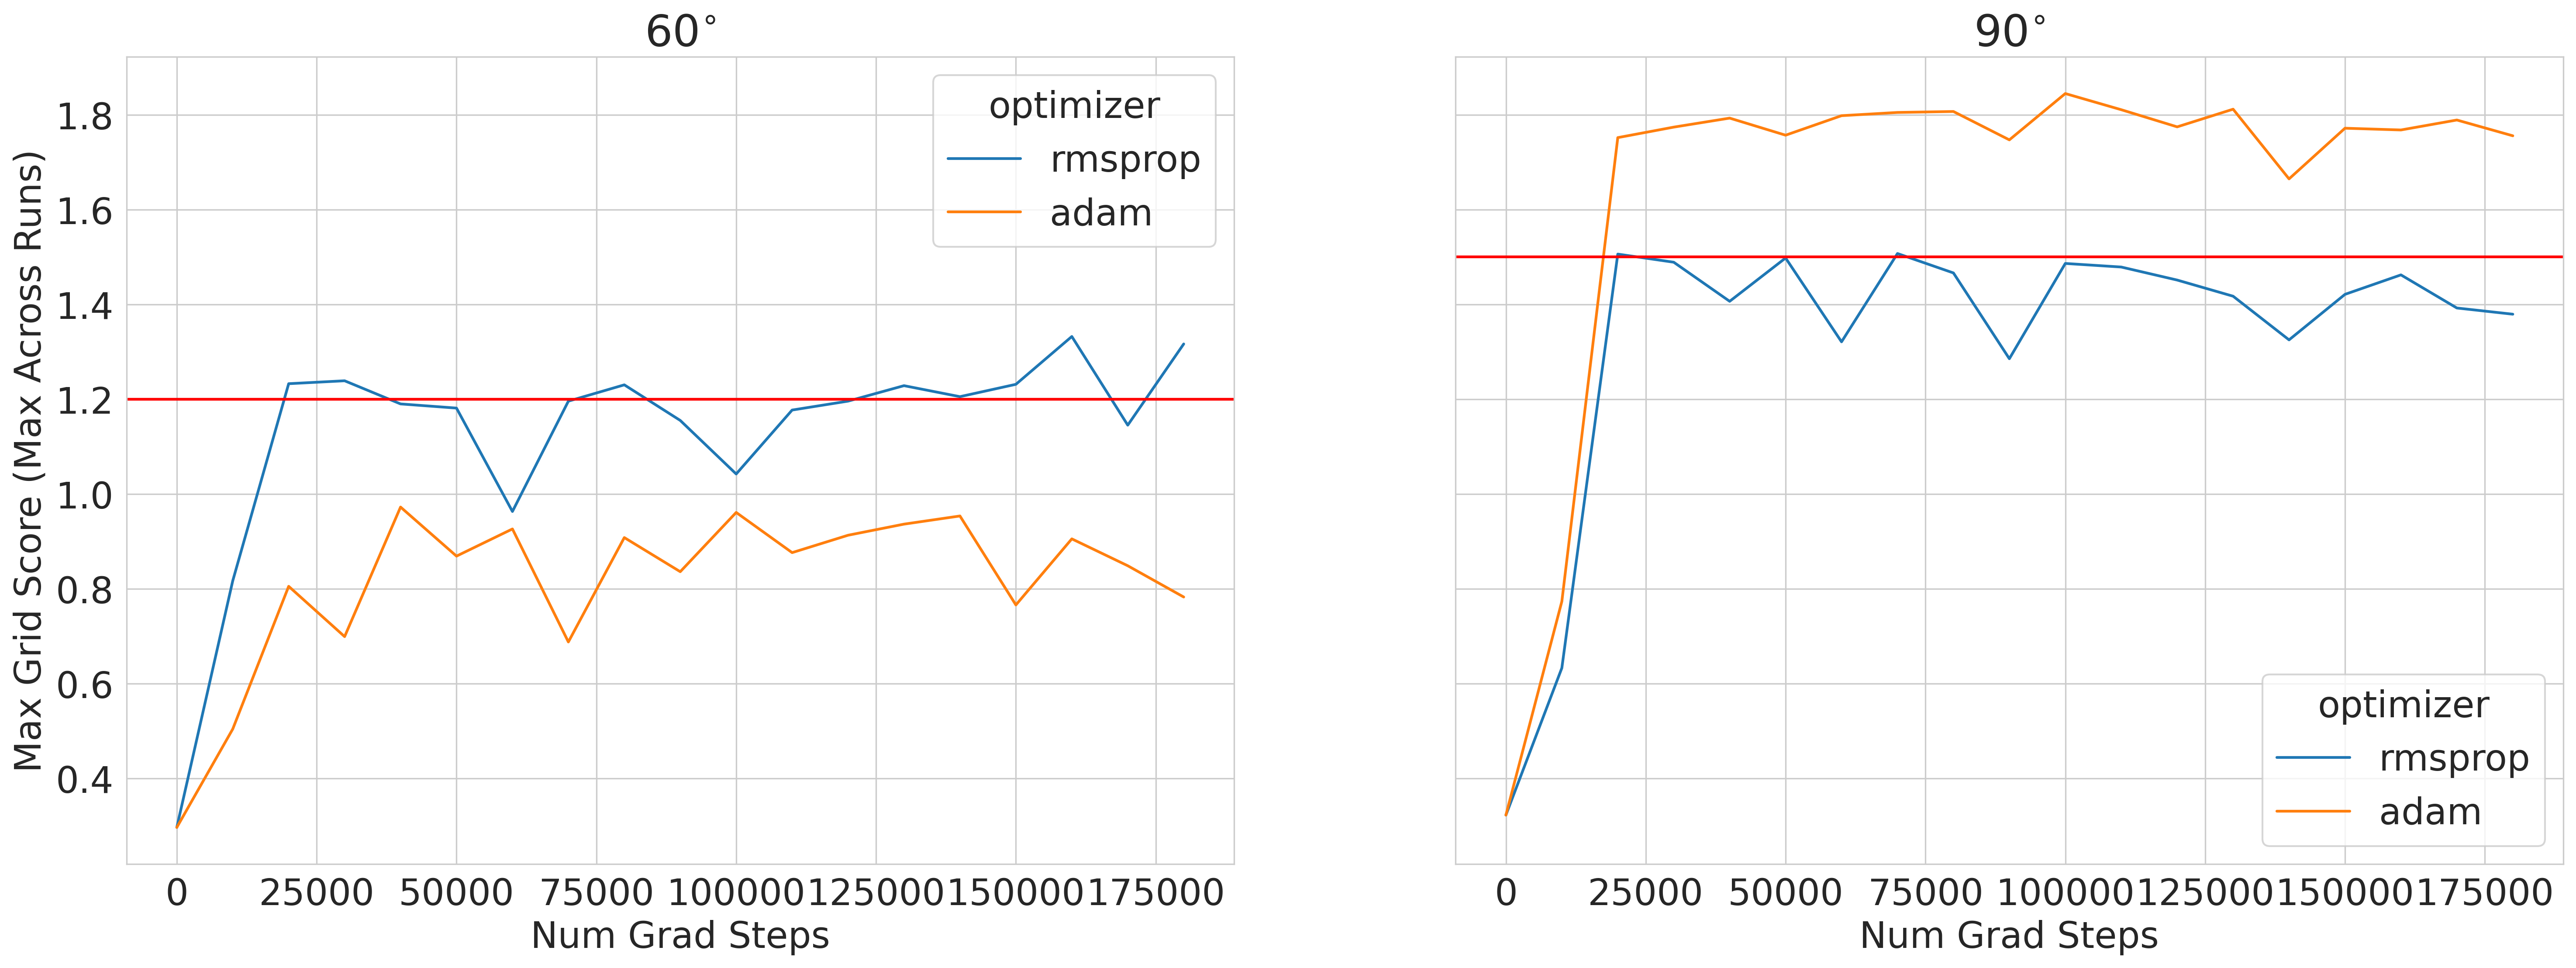 60°
Max Grid Score (Max Across Runs)
1.8
1.6
1.4
1.2
1.0
0.8
0.6
0.4
optimizer
rmsprop
adam
0 25000 50000 75000 100000 125000 150000 175000
Num Grad Steps
90°
optimizer
rmsprop
adam
0 25000 50000 75000 100000 125000 150000 175000
Num Grad Steps